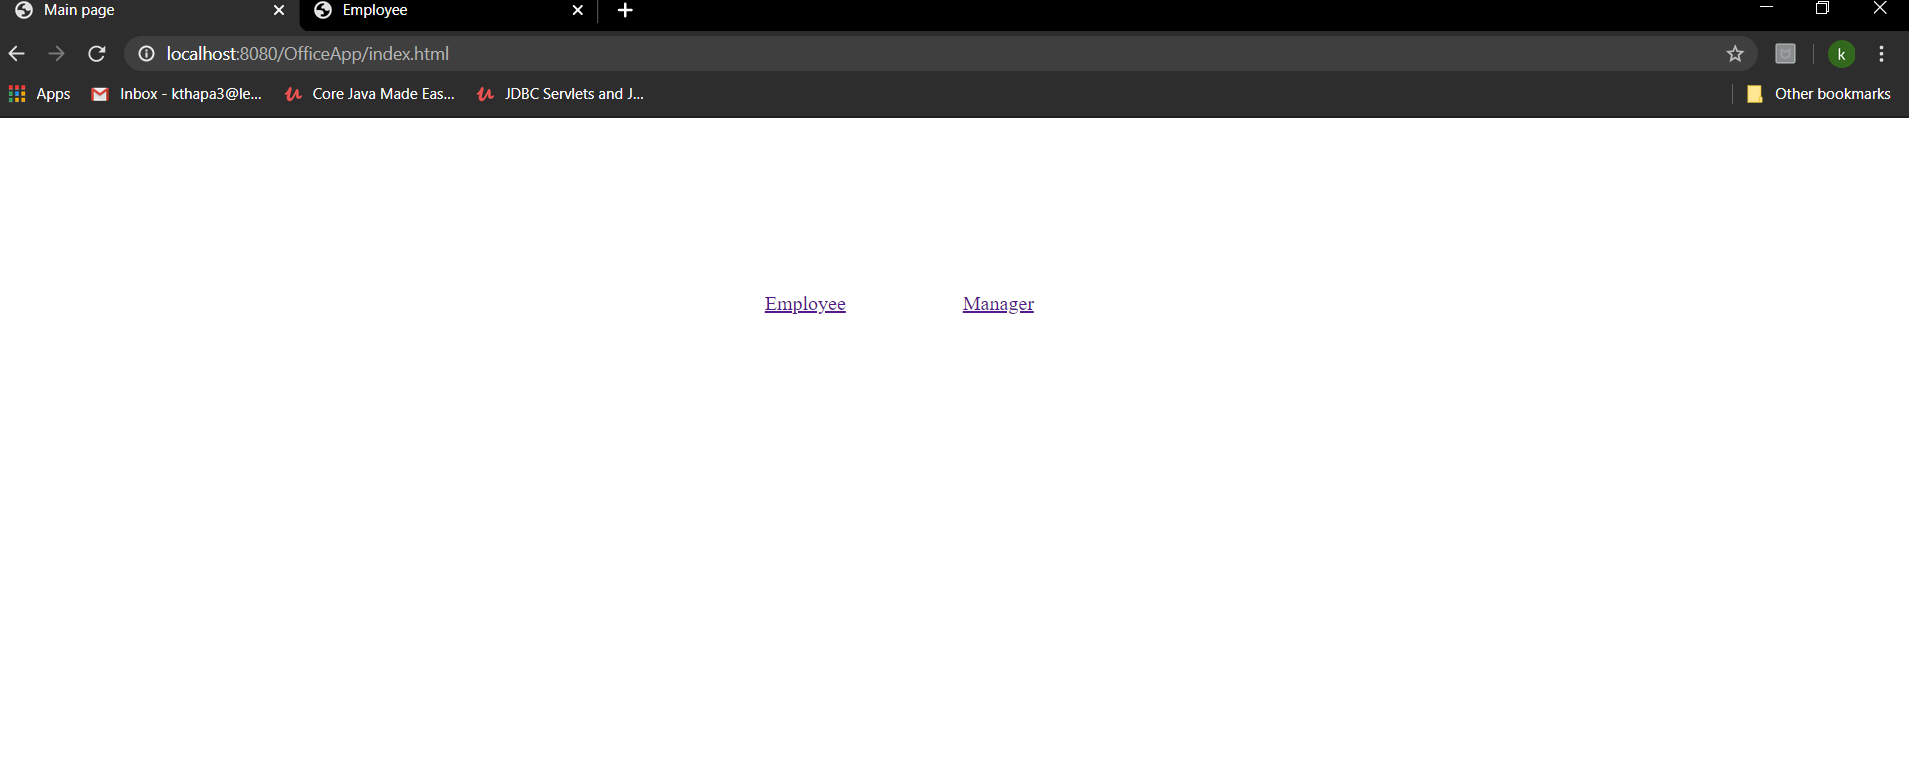 Main page Employee
localhost:8080/OfficeApp/index.html k
Apps Inbox - kthapa3@le... Core Java Made Eas... JDBC Servlets and J... Other bookmarks
Employee Manager